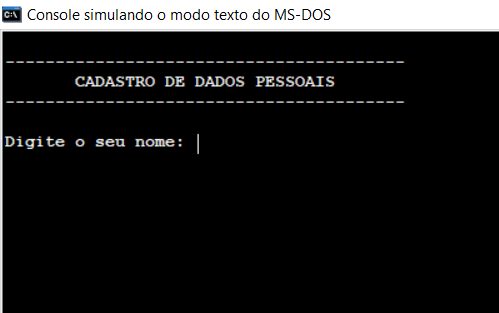 C:\ Console simulando o modo texto do MS-DOS
----------------------------------------
CADASTRO DE DADOS PESSOAIS
----------------------------------------
Digite o seu nome: